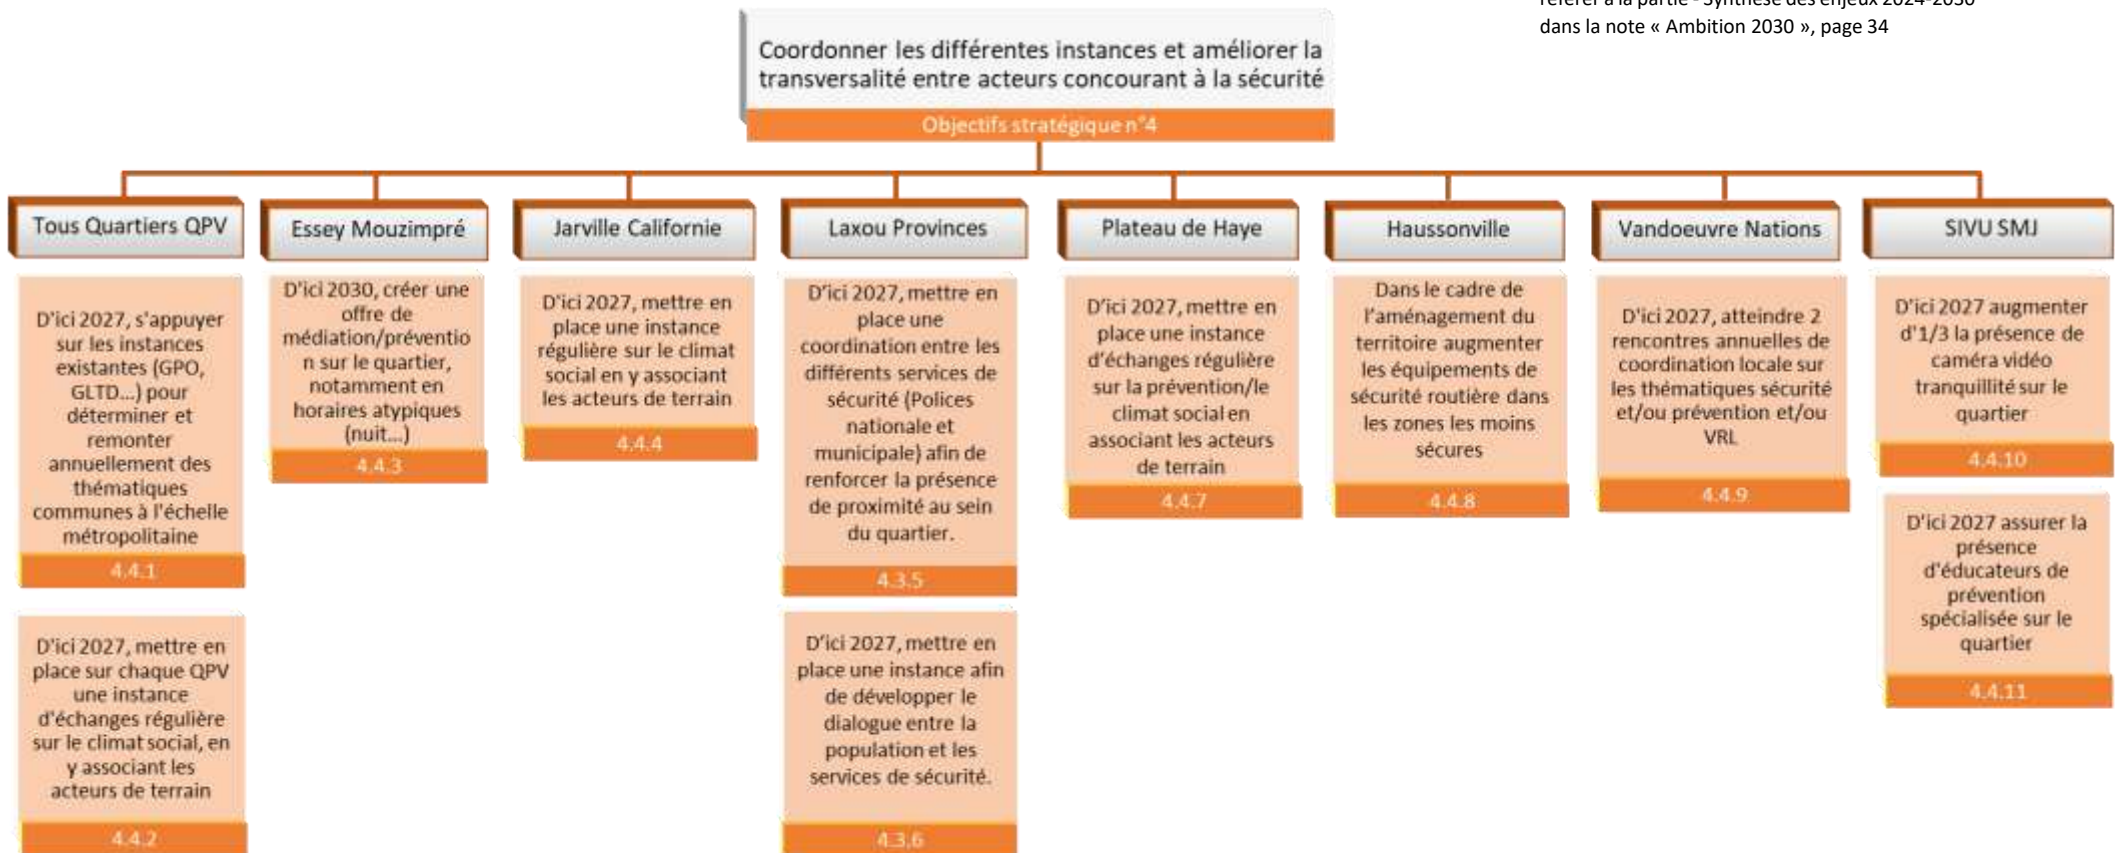 référer à la partie - Synthèse des enjeux 2024-2030
dans la note « Ambition 2030 », page 34
Coordonner les différentes instances et améliorer la
transversalité entre acteurs concourant à la sécurité
Objectifs stratégique n°4
Tous Quartiers QPV
D'ici 2027, s'appuyer
sur les instances
existantes (GPO,
GLTD...) pour
déterminer et
remonter
annuellement des
thématiques
communes à l'échelle
métropolitaine
4.4.1
D'ici 2027, mettre en
place sur chaque QPV
une instance
d'échanges régulière
sur le climat social, en
y associant les
acteurs de terrain
4.4.2
Essey Mouzimpré
D'ici 2030, créer une
offre de
médiation/préventio
n sur le quartier,
notamment en
horaires atypiques
(nuit...)
4.4.3
Jarville Californie
D'ici 2027, mettre en
place une instance
régulière sur le climat
social en y associant
les acteurs de terrain
4.4.4
Laxou Provinces
D'ici 2027, mettre en
place une
coordination entre les
différents services de
sécurité (Polices
nationale et
municipale) afin de
renforcer la présence
de proximité au sein
du quartier.
4.3.5
D'ici 2027, mettre en
place une instance afin
de développer le
dialogue entre la
population et les
services de sécurité.
4.3.6
Plateau de Haye
D'ici 2027, mettre en
place une instance
d'échanges régulière
sur la prévention/le
climat social en
associant les acteurs
de terrain
4.4.7
Haussonville
Dans le cadre de
l'aménagement du
territoire augmenter
les équipements de
sécurité routière dans
les zones les moins
sécures
4.4.8
Vandoeuvre Nations
D'ici 2027, atteindre 2
rencontres annuelles de
coordination locale sur
les thématiques sécurité
et/ou prévention et/ou
VRL
4.4.9
SIVU SMJ
D'ici 2027 augmenter
d'1/3 la présence de
caméra vidéo
tranquillité sur le
quartier
4.4.10
D'ici 2027 assurer la
présence
d'éducateurs de
prévention
spécialisée sur le
quartier
4.4.11